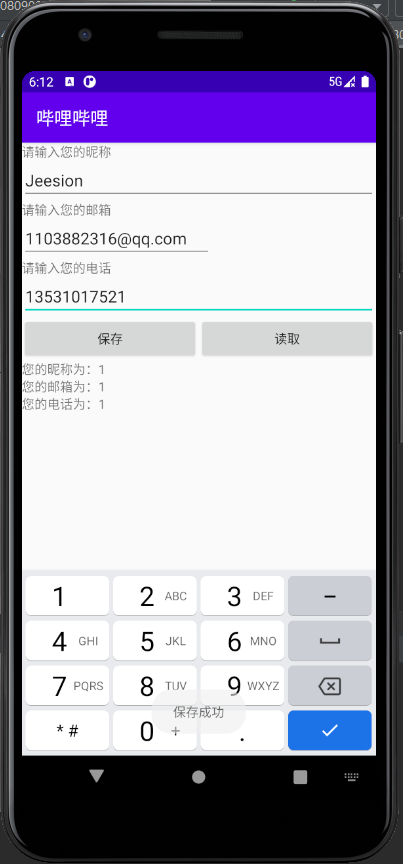 080908
6:12 A 5G
哔哩哔哩
请输入您的昵称
Jeesion
请输入您的邮箱
1103882316@qq.com
请输入您的电话
13531017521
保存 读取
您的昵称为：1
您的邮箱为：1
您的电话为：1
1 2 ABC 3 DEF −
4 GHI 5 JKL 6 MNO
7 PQRS 8 TUV 9 WXYZ
保存成功
* # 0 + .